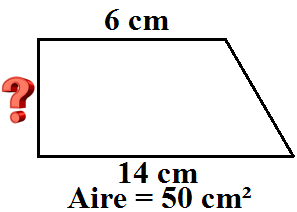 6 cm
?
14 cm
Aire = 50 cm²